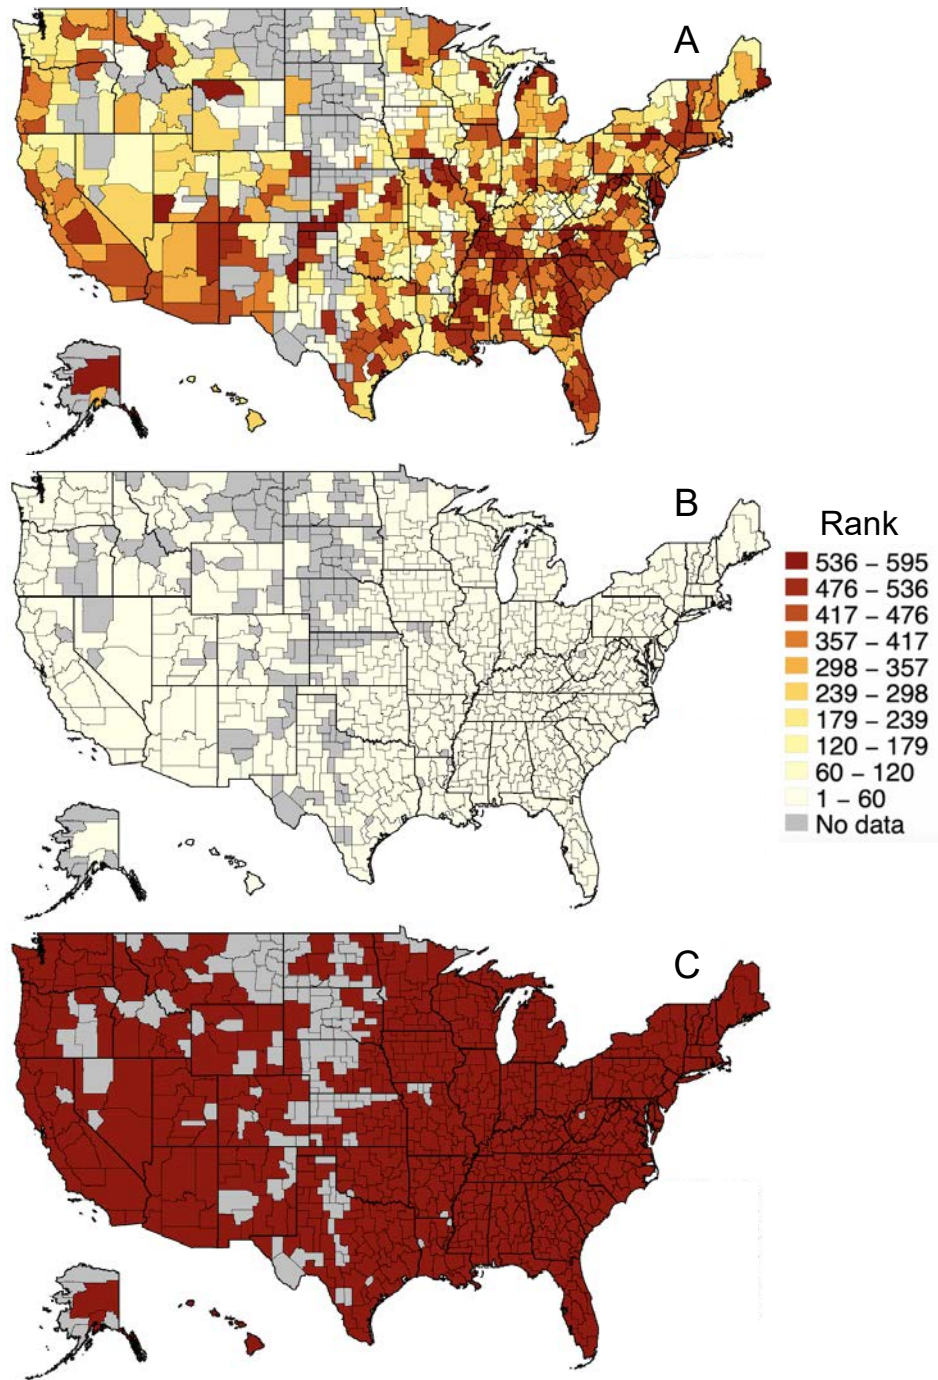 A
B
Rank
536 – 595
476 – 536
417 – 476
357 – 417
298 – 357
239 – 298
179 – 239
120 – 179
60 – 120
1 – 60
No data
C